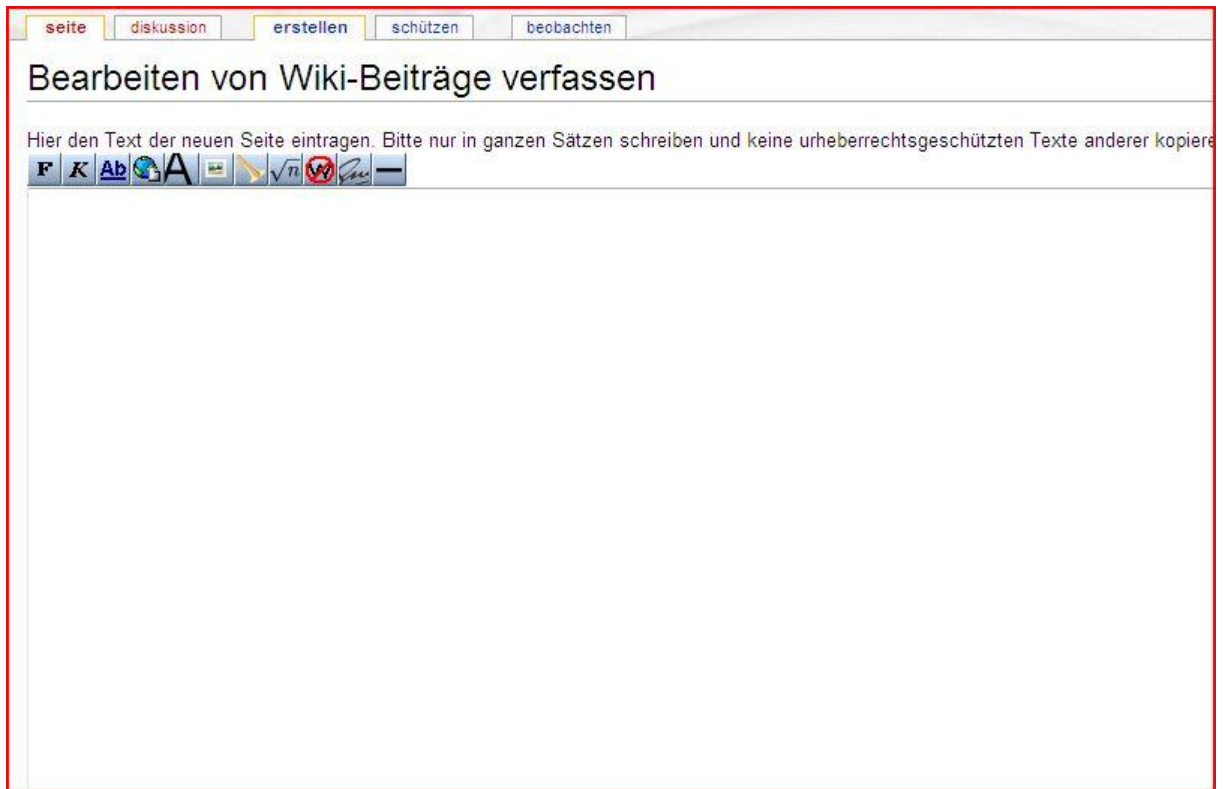 seite diskussion erstellen schützen beobachten
Bearbeiten von Wiki-Beiträge verfassen
Hier den Text der neuen Seite eintragen. Bitte nur in ganzen Sätzen schreiben und keine urheberrechtsgeschützten Texte anderer kopiere
F K Ab A √n W